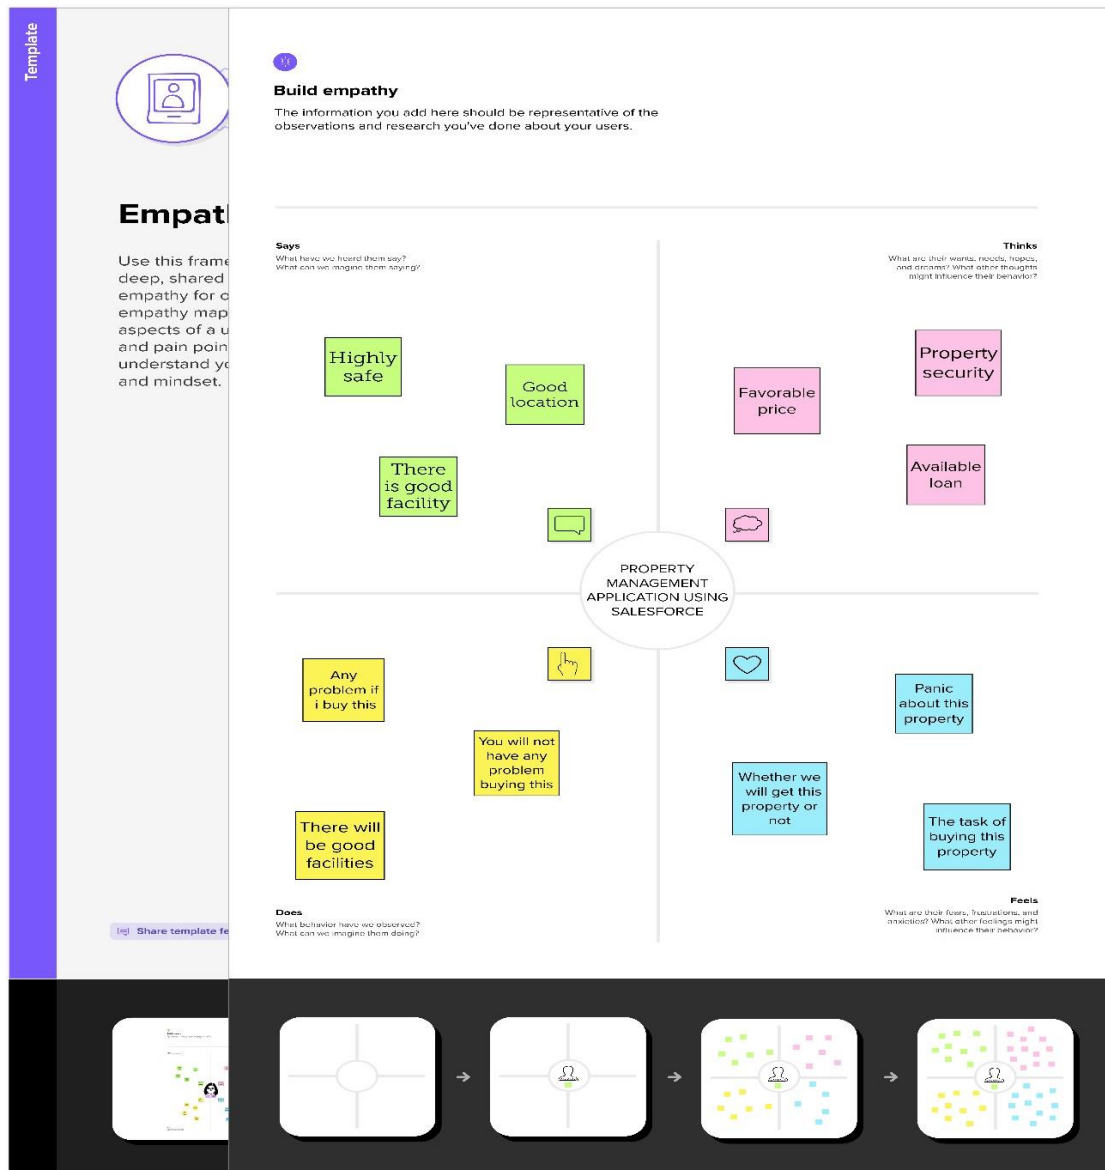 Template
Empat
Use this frame
deep, shared
empathy for o
empathy map
aspects of a u
and pain poin
understand yo
and mindset.
Share template fe
Build empathy
The information you add here should be representative of the
observations and research you've done about your users.
Says
What have we heard them say?
What can we imagine them saying?
Thinks
What are their wants, needs, hopes,
and dreams? What other thoughts
might influence their behavior?
Highly
safe
Good
location
There
is good
facility
Favorable
price
Property
security
Available
loan
PROPERTY
MANAGEMENT
APPLICATION USING
SALESFORCE
Any
problem if
i buy this
You will not
have any
problem
buying this
There will
be good
facilities
Panic
about this
property
Whether we
will get this
property or
not
The task of
buying this
property
Does
What behavior have we observed?
What can we imagine them doing?
Feels
What are their fears, frustrations, and
anxieties? What other feelings might
influence their behavior?